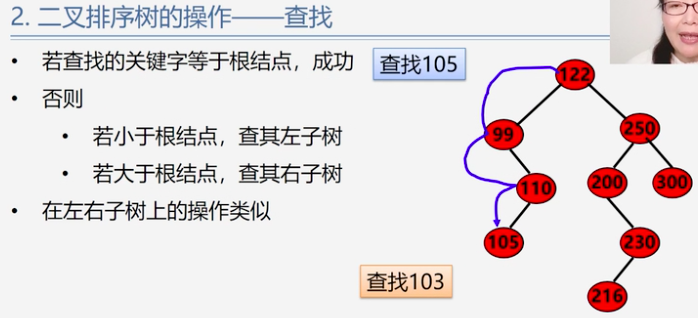 2. 二叉排序树的操作——查找
• 若查找的关键字等于根结点，成功
查找105
• 否则
• 若小于根结点，查其左子树
• 若大于根结点，查其右子树
• 在左右子树上的操作类似
查找103
122
99
250
110
200
300
105
230
216